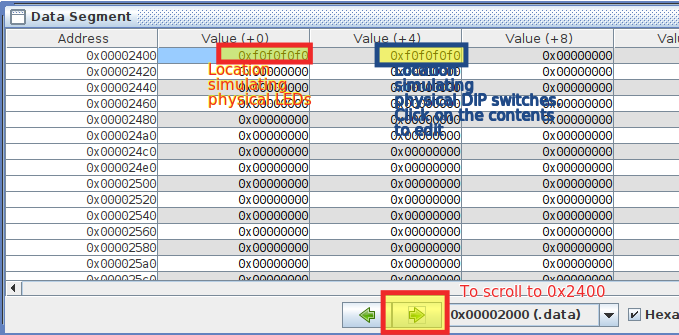 Data Segment
Address Value (+0) Value (+4) Value (+8) Val
0x00002400 0xf0f0f0f0 0xf0f0f0f0 0x00000000
0x00002420 0x00000000 0x00000000 0x00000000
0x00002440 0x00000000 0x00000000 0x00000000
0x00002460 0x00000000 0x00000000 0x00000000
0x00002480 0x00000000 0x00000000 0x00000000
0x000024a0 0x00000000 0x00000000 0x00000000
0x000024c0 0x00000000 0x00000000 0x00000000
0x000024e0 0x00000000 0x00000000 0x00000000
0x00002500 0x00000000 0x00000000 0x00000000
0x00002520 0x00000000 0x00000000 0x00000000
0x00002540 0x00000000 0x00000000 0x00000000
0x00002560 0x00000000 0x00000000 0x00000000
0x00002580 0x00000000 0x00000000 0x00000000
0x000025a0 0x00000000 0x00000000 0x00000000
0x000025c0 0x00000000 0x00000000 0x00000000
Location
simulating
physical LEDs
Location
simulating
physical DIP switches.
Click on the contents
to edit
To scroll to 0x2400
0x00002000 (.data) Hexa